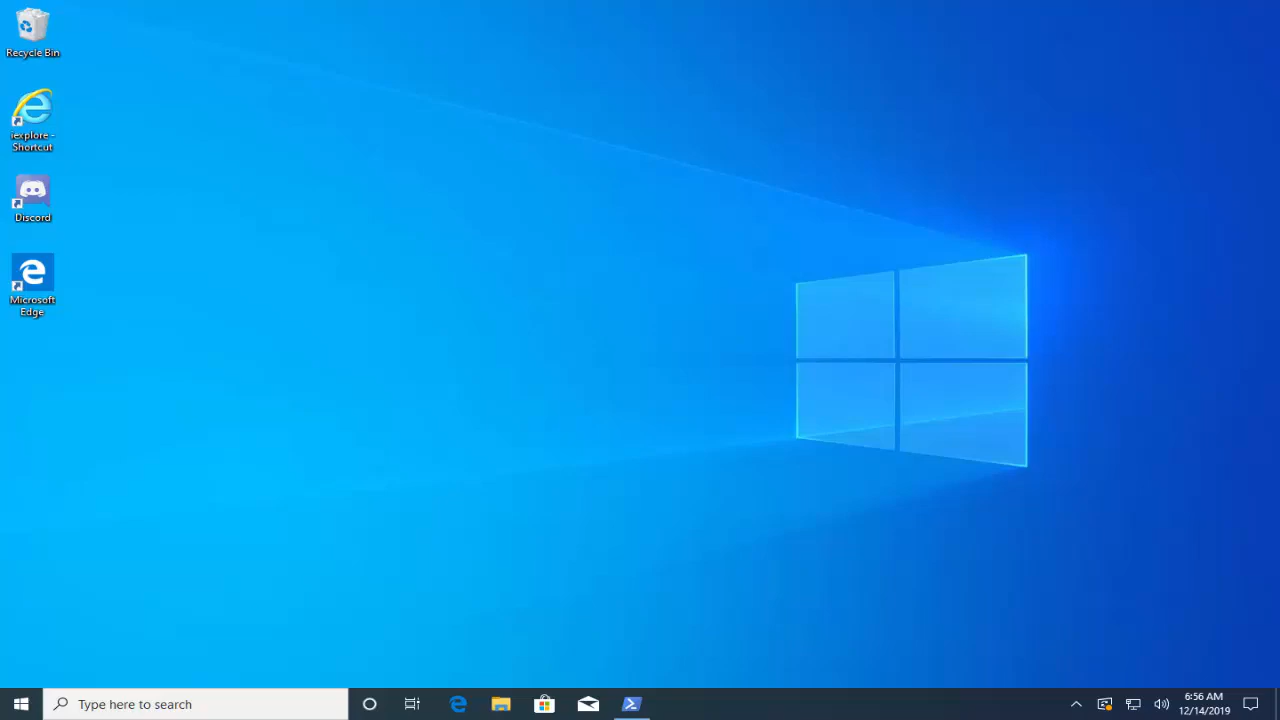 Recycle Bin
iexplore -
Shortcut
Discord
Microsoft
Edge
Type here to search
6:56 AM
12/14/2019